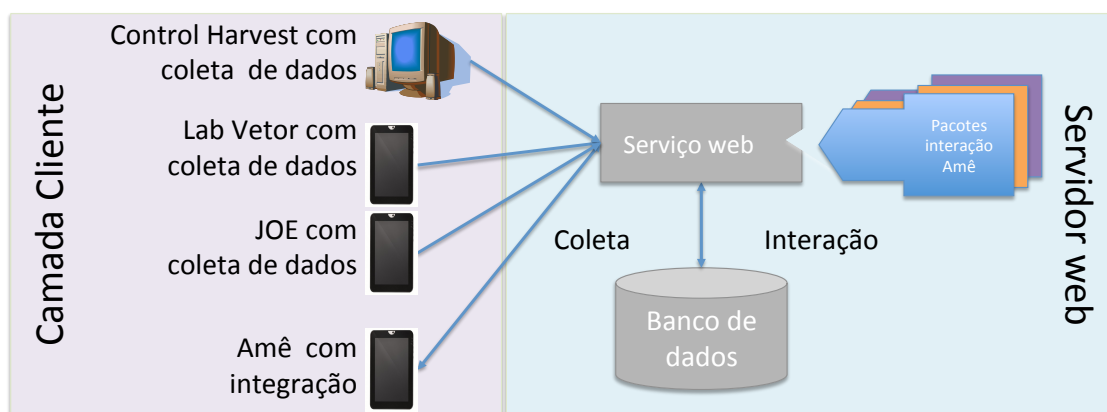 Camada Cliente
Control Harvest com
coleta de dados
Lab Vetor com
coleta de dados
JOE com
coleta de dados
Amê com
integração
Serviço web
Pacotes
interação
Amê
Coleta
Interação
Banco de
dados
Servidor web